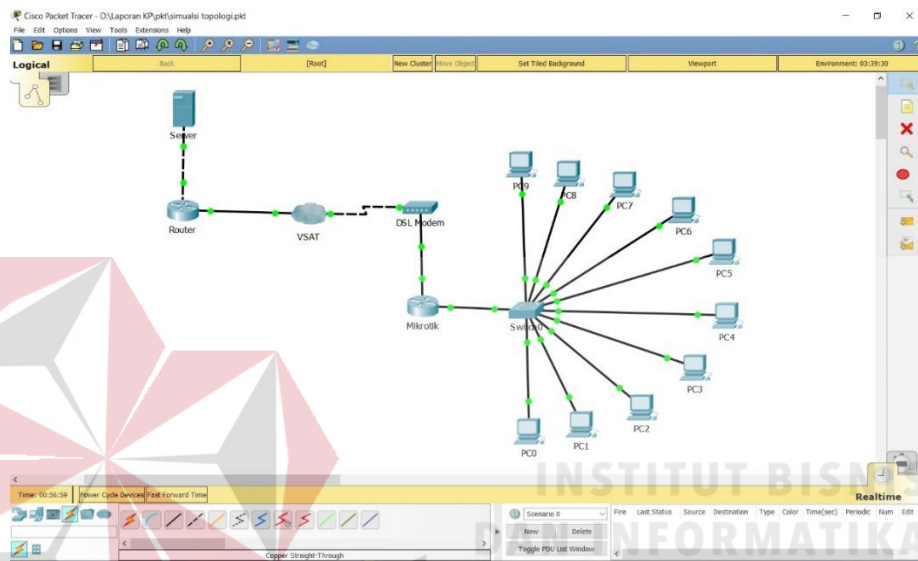 Cisco Packet Tracer - D:\Laporan KP\pkt\simualsi topologi.pkt
File Edit Options View Tools Extensions Help
Logical Back [Root] New Cluster Move Object Set Tiled Background Viewport Environment: 03:39:30
Server
Router
VSAT
DSL Modem
Mikrotik
Switch0
PC9
PC8
PC7
PC6
PC5
PC4
PC3
PC2
PC1
PC0
INSTITUT BISNIS
DAN INFORMATIKA
Time: 00:56:59 Power Cycle Devices Fast Forward Time Realtime
Scenario 0 Fire Last Status Source Destination Type Color Time(sec) Periodic Num Edit
New Delete
Toggle PDU List Window
Copper Straight-Through